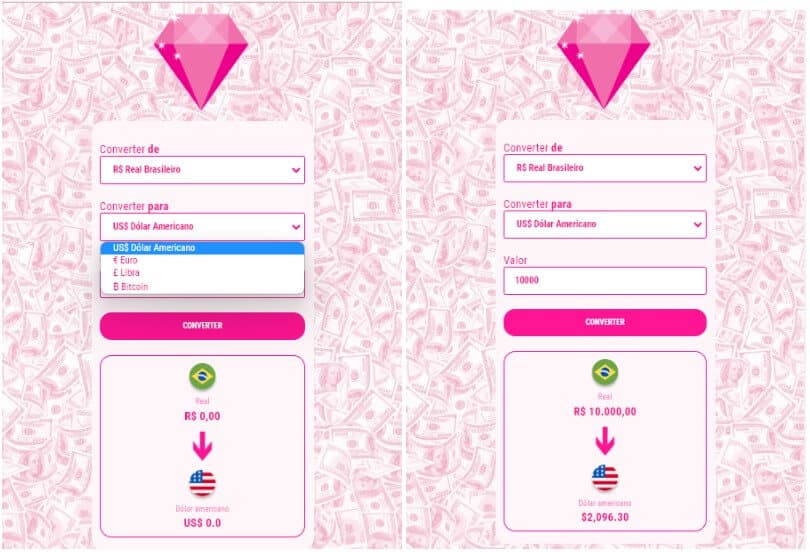 Converter de
R$ Real Brasileiro
Converter para
US$ Dólar Americano
US$ Dólar Americano
€ Euro
£ Libra
₿ Bitcoin
CONVERTER
Real
R$ 0,00
Dólar americano
US$ 0.0
Converter de
R$ Real Brasileiro
Converter para
US$ Dólar Americano
Valor
10000
CONVERTER
Real
R$ 10.000,00
Dólar americano
$2,096.30